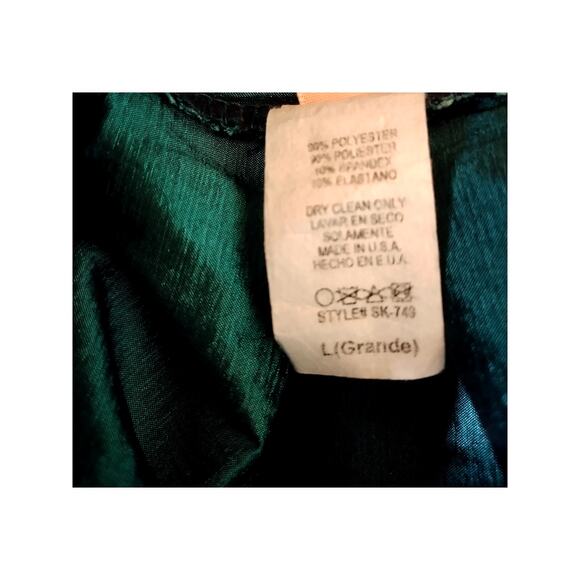 90% POLYESTER
90% POLIESTER
10% SPANDEX
10% ELASTANO
DRY CLEAN ONLY
LAVAR EN SECO
SOLAMENTE
MADE IN U.S.A.
HECHO EN E.U.A.
STYLE# SK-749
L(Grande)